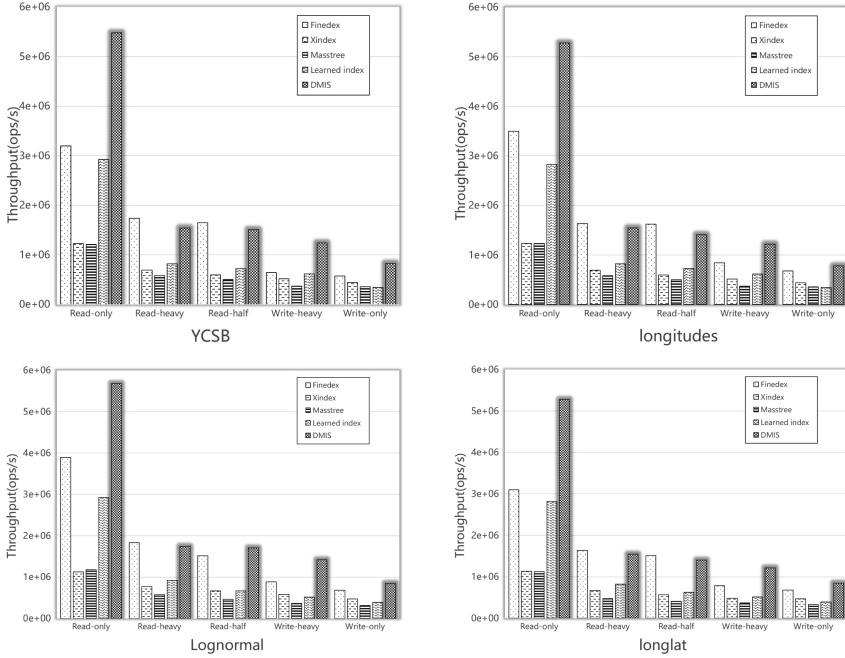 6e+06
5e+06
4e+06
3e+06
2e+06
1e+06
0e+00
Throughput(ops/s)
Finedex
Xindex
Masstree
Learned index
DMIS
Read-only Read-heavy Read-half Write-heavy Write-only
YCSB
6e+06
5e+06
4e+06
3e+06
2e+06
1e+06
0e+00
Throughput(ops/s)
Finedex
Xindex
Masstree
Learned index
DMIS
Read-only Read-heavy Read-half Write-heavy Write-only
longitudes
6e+06
5e+06
4e+06
3e+06
2e+06
1e+06
0e+00
Throughput(ops/s)
Finedex
Xindex
Masstree
Learned index
DMIS
Read-only Read-heavy Read-half Write-heavy Write-only
Lognormal
6e+06
5e+06
4e+06
3e+06
2e+06
1e+06
0e+00
Throughput(ops/s)
Finedex
Xindex
Masstree
Learned index
DMIS
Read-only Read-heavy Read-half Write-heavy Write-only
longlat